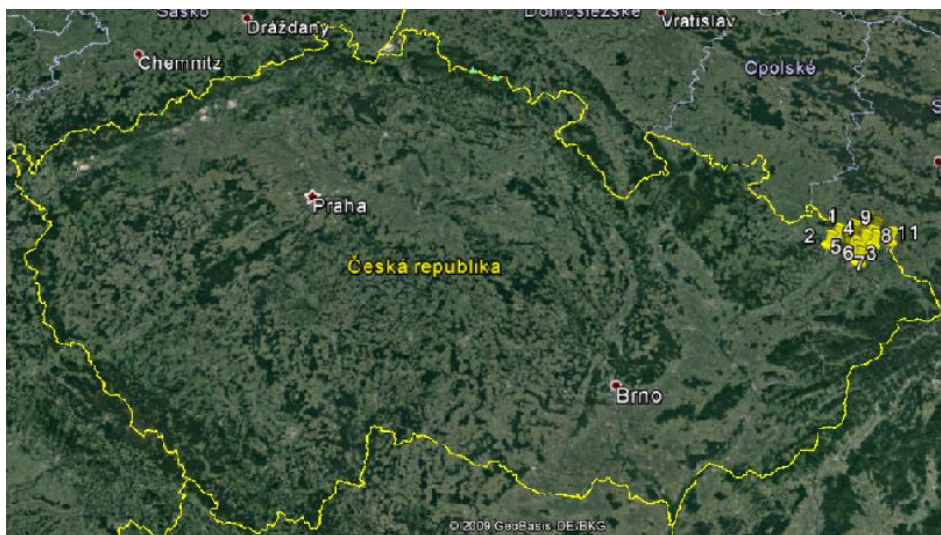 Sasko
Drážďany
Dolnoslezské
Vratislav
Chemnitz
Opolské
S
Praha
1
9
2
4
8
11
5
6
3
7
Česká republika
Brno
© 2009 GeoBasis-DE/BKG